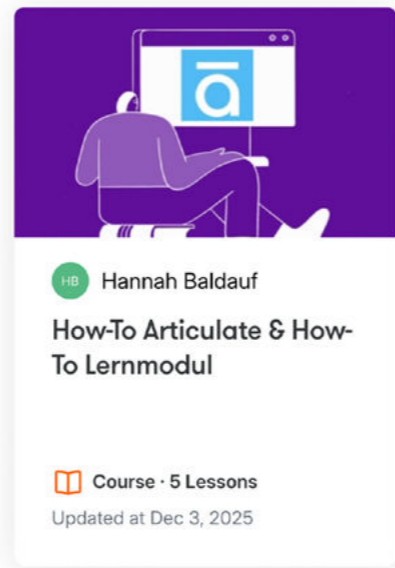 ā
HB Hannah Baldauf
How-To Articulate & How-
To Lernmodul
Course · 5 Lessons
Updated at Dec 3, 2025